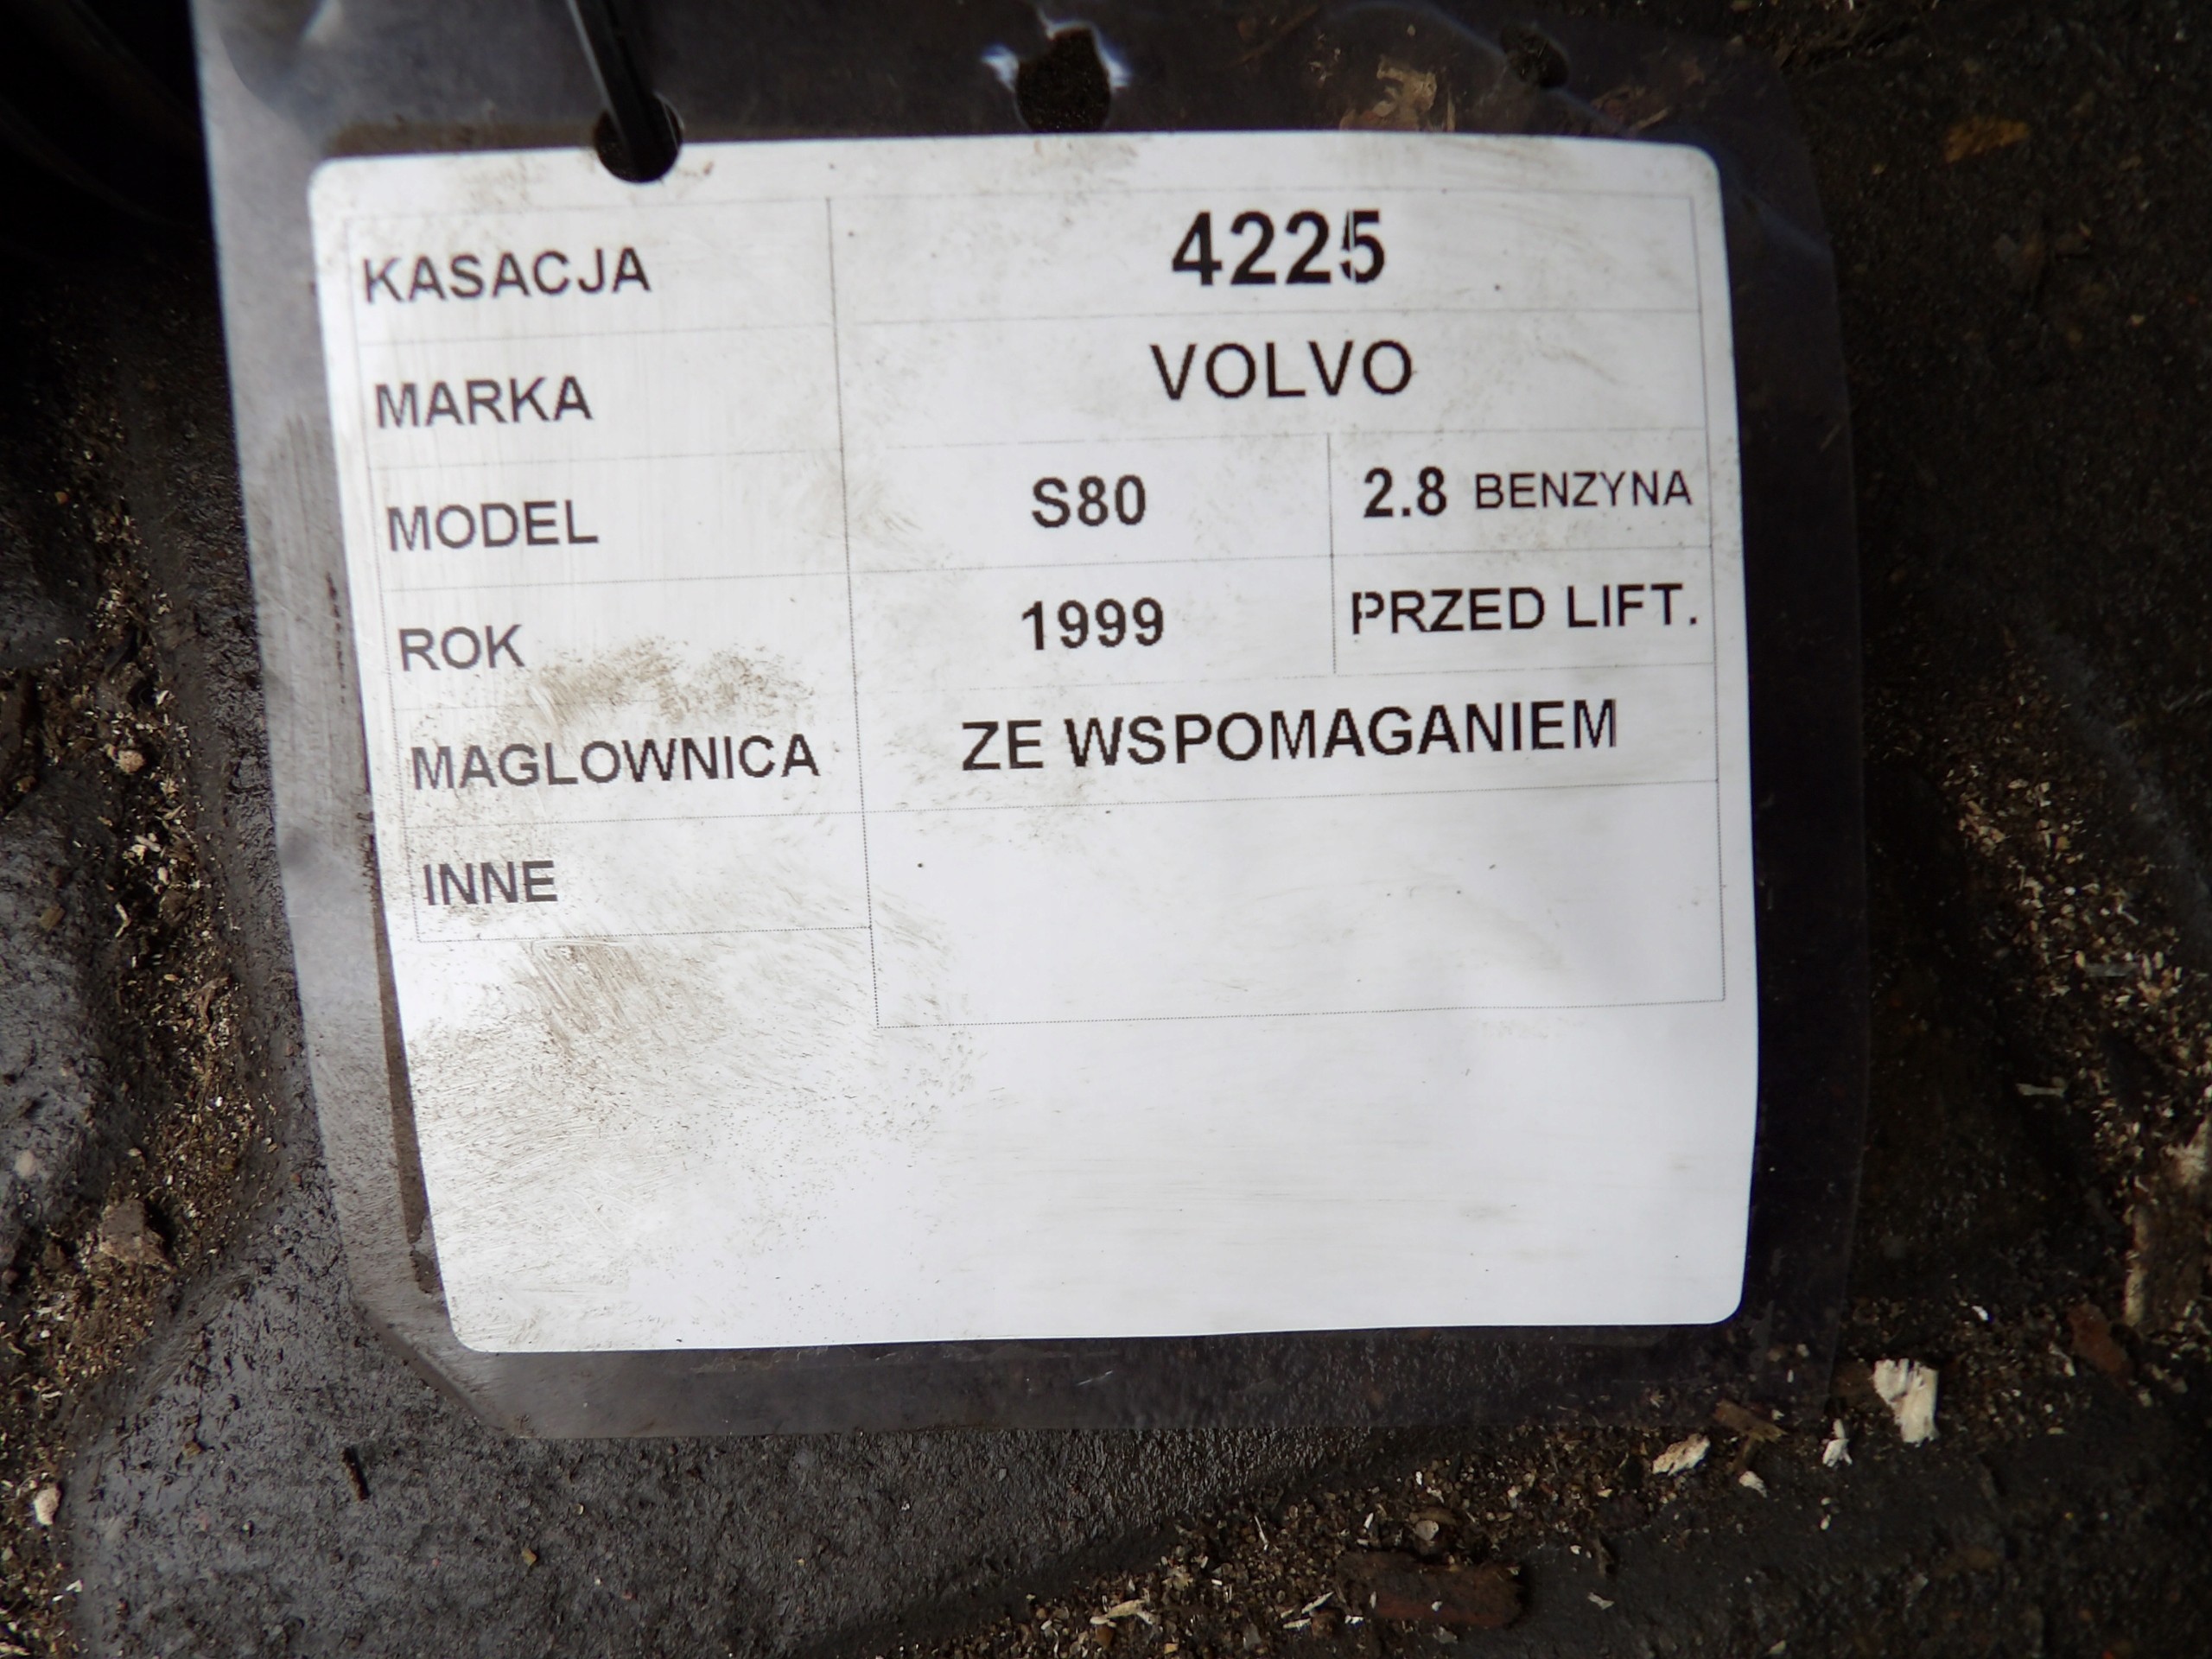 KASACJA 4225
MARKA VOLVO
MODEL S80 2.8 BENZYNA
ROK 1999 PRZED LIFT.
MAGLOWNICA ZE WSPOMAGANIEM
INNE